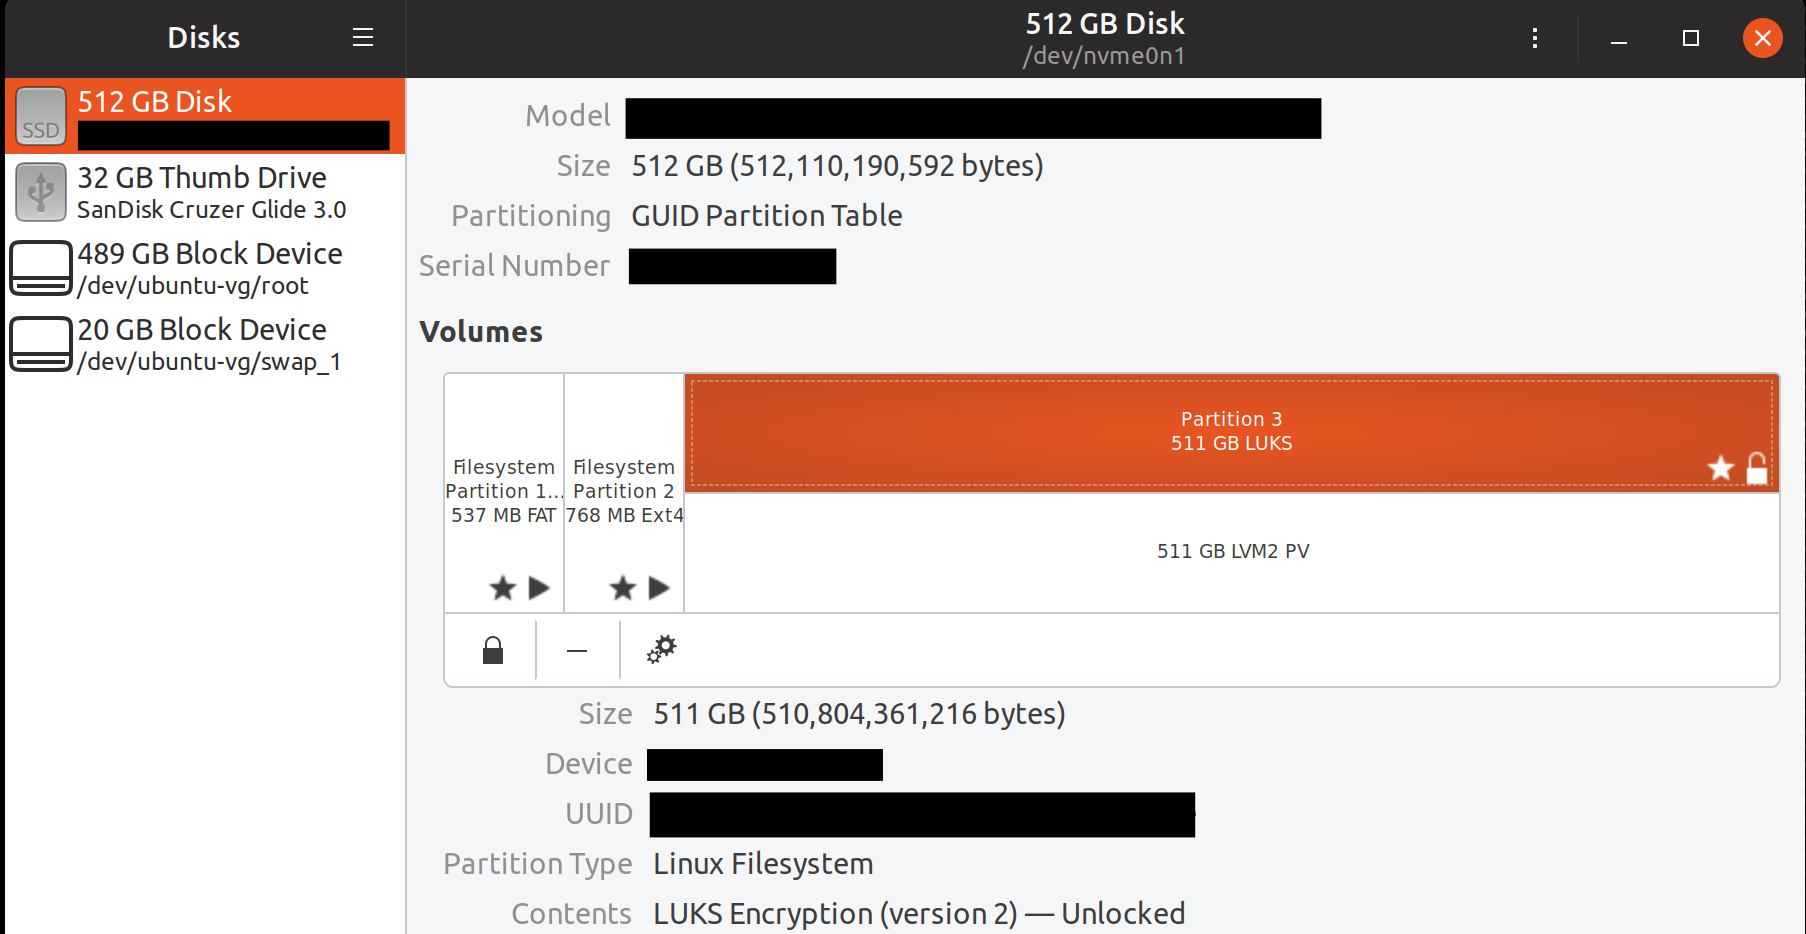 Disks
512 GB Disk
/dev/nvme0n1
SSD
512 GB Disk
32 GB Thumb Drive
SanDisk Cruzer Glide 3.0
489 GB Block Device
/dev/ubuntu-vg/root
20 GB Block Device
/dev/ubuntu-vg/swap_1
Model
Size 512 GB (512,110,190,592 bytes)
Partitioning GUID Partition Table
Serial Number
Volumes
Filesystem
Partition 1...
537 MB FAT
Filesystem
Partition 2
768 MB Ext4
Partition 3
511 GB LUKS
511 GB LVM2 PV
Size 511 GB (510,804,361,216 bytes)
Device
UUID
Partition Type Linux Filesystem
Contents LUKS Encryption (version 2) — Unlocked